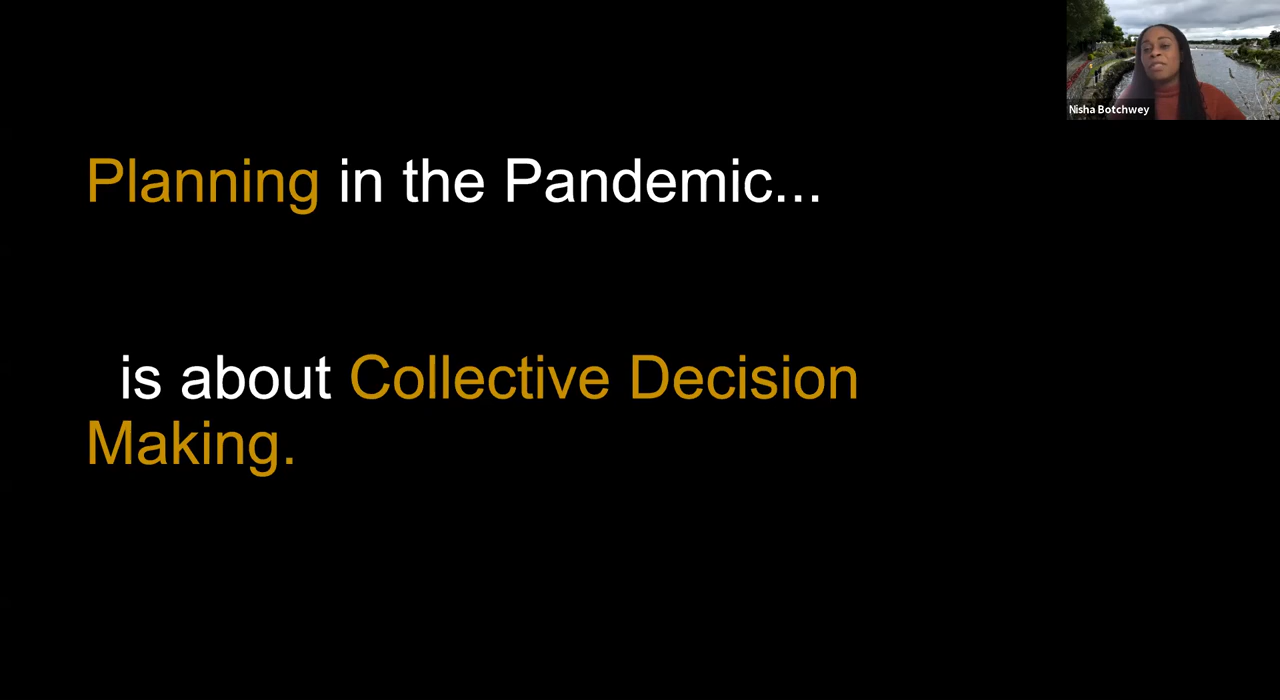 Nisha Botchwey
Planning in the Pandemic...
is about Collective Decision
Making.